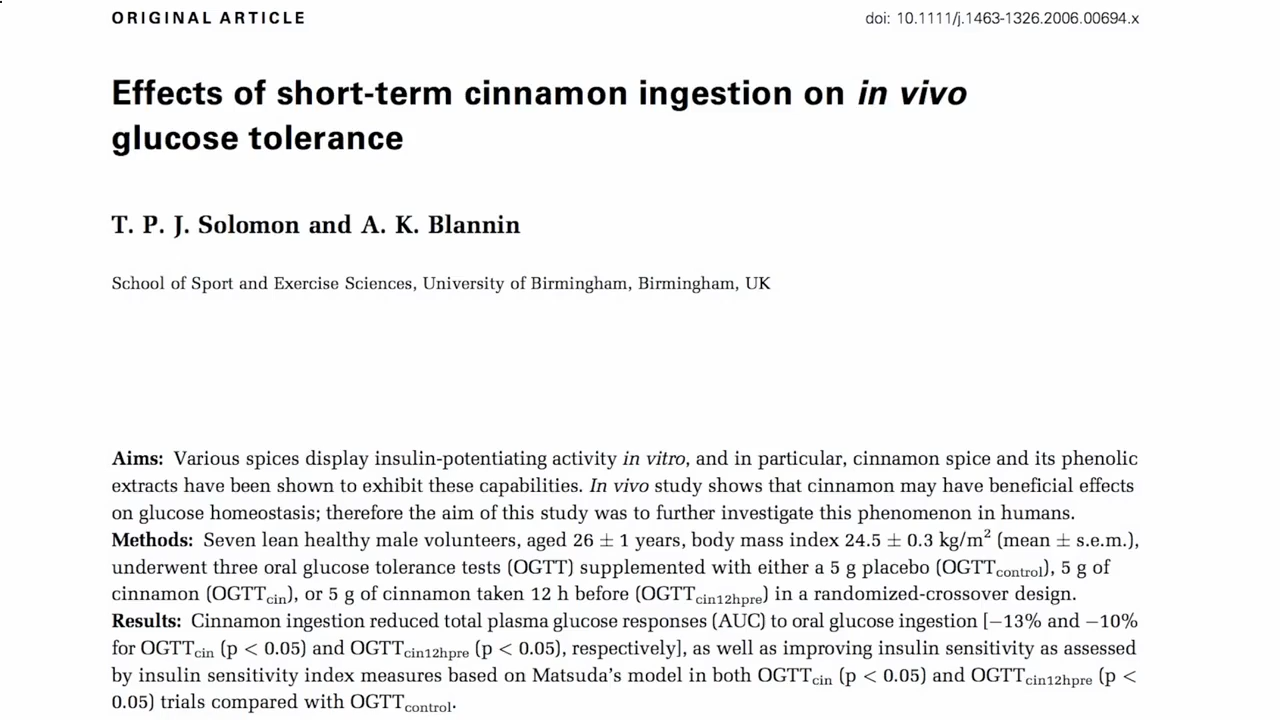 ORIGINAL ARTICLE
doi: 10.1111/j.1463-1326.2006.00694.x
Effects of short-term cinnamon ingestion on in vivo
glucose tolerance
T. P. J. Solomon and A. K. Blannin
School of Sport and Exercise Sciences, University of Birmingham, Birmingham, UK
Aims: Various spices display insulin-potentiating activity in vitro, and in particular, cinnamon spice and its phenolic
extracts have been shown to exhibit these capabilities. In vivo study shows that cinnamon may have beneficial effects
on glucose homeostasis; therefore the aim of this study was to further investigate this phenomenon in humans.
Methods: Seven lean healthy male volunteers, aged 26 ± 1 years, body mass index 24.5 ± 0.3 kg/m² (mean ± s.e.m.),
underwent three oral glucose tolerance tests (OGTT) supplemented with either a 5 g placebo (OGTTcontrol), 5 g of
cinnamon (OGTTcin), or 5 g of cinnamon taken 12 h before (OGTTcin12hpre) in a randomized-crossover design.
Results: Cinnamon ingestion reduced total plasma glucose responses (AUC) to oral glucose ingestion [−13% and −10%
for OGTTcin (p < 0.05) and OGTTcin12hpre (p < 0.05), respectively], as well as improving insulin sensitivity as assessed
by insulin sensitivity index measures based on Matsuda's model in both OGTTcin (p < 0.05) and OGTTcin12hpre (p <
0.05) trials compared with OGTTcontrol.